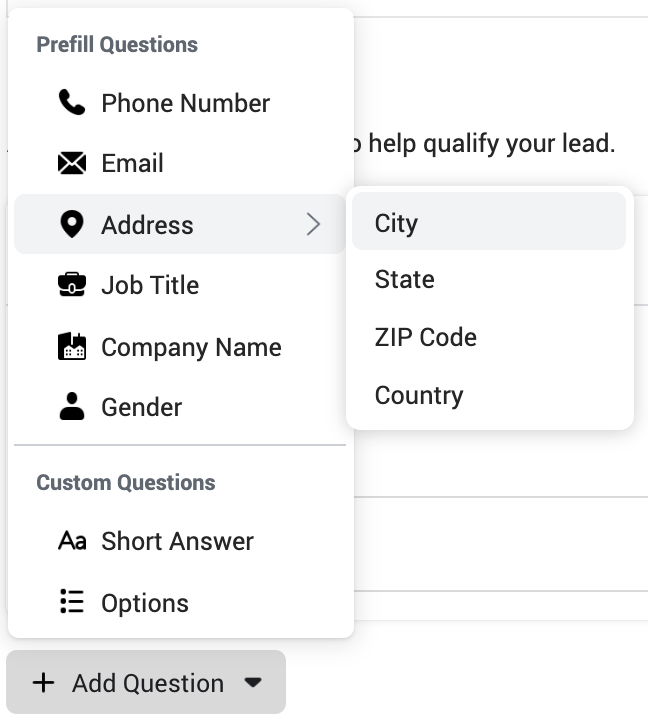 Prefill Questions
Phone Number
help qualify your lead.
Email
Address
City
State
Job Title
ZIP Code
Company Name
Country
Gender
Custom Questions
Aa Short Answer
Options
+ Add Question